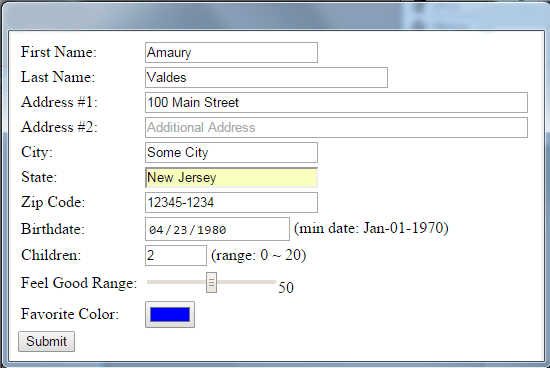 First Name: Amaury
Last Name: Valdes
Address #1: 100 Main Street
Address #2: Additional Address
City: Some City
State: New Jersey
Zip Code: 12345-1234
Birthdate: 04/23/1980 (min date: Jan-01-1970)
Children: 2 (range: 0 ~ 20)
Feel Good Range: 50
Favorite Color:
Submit